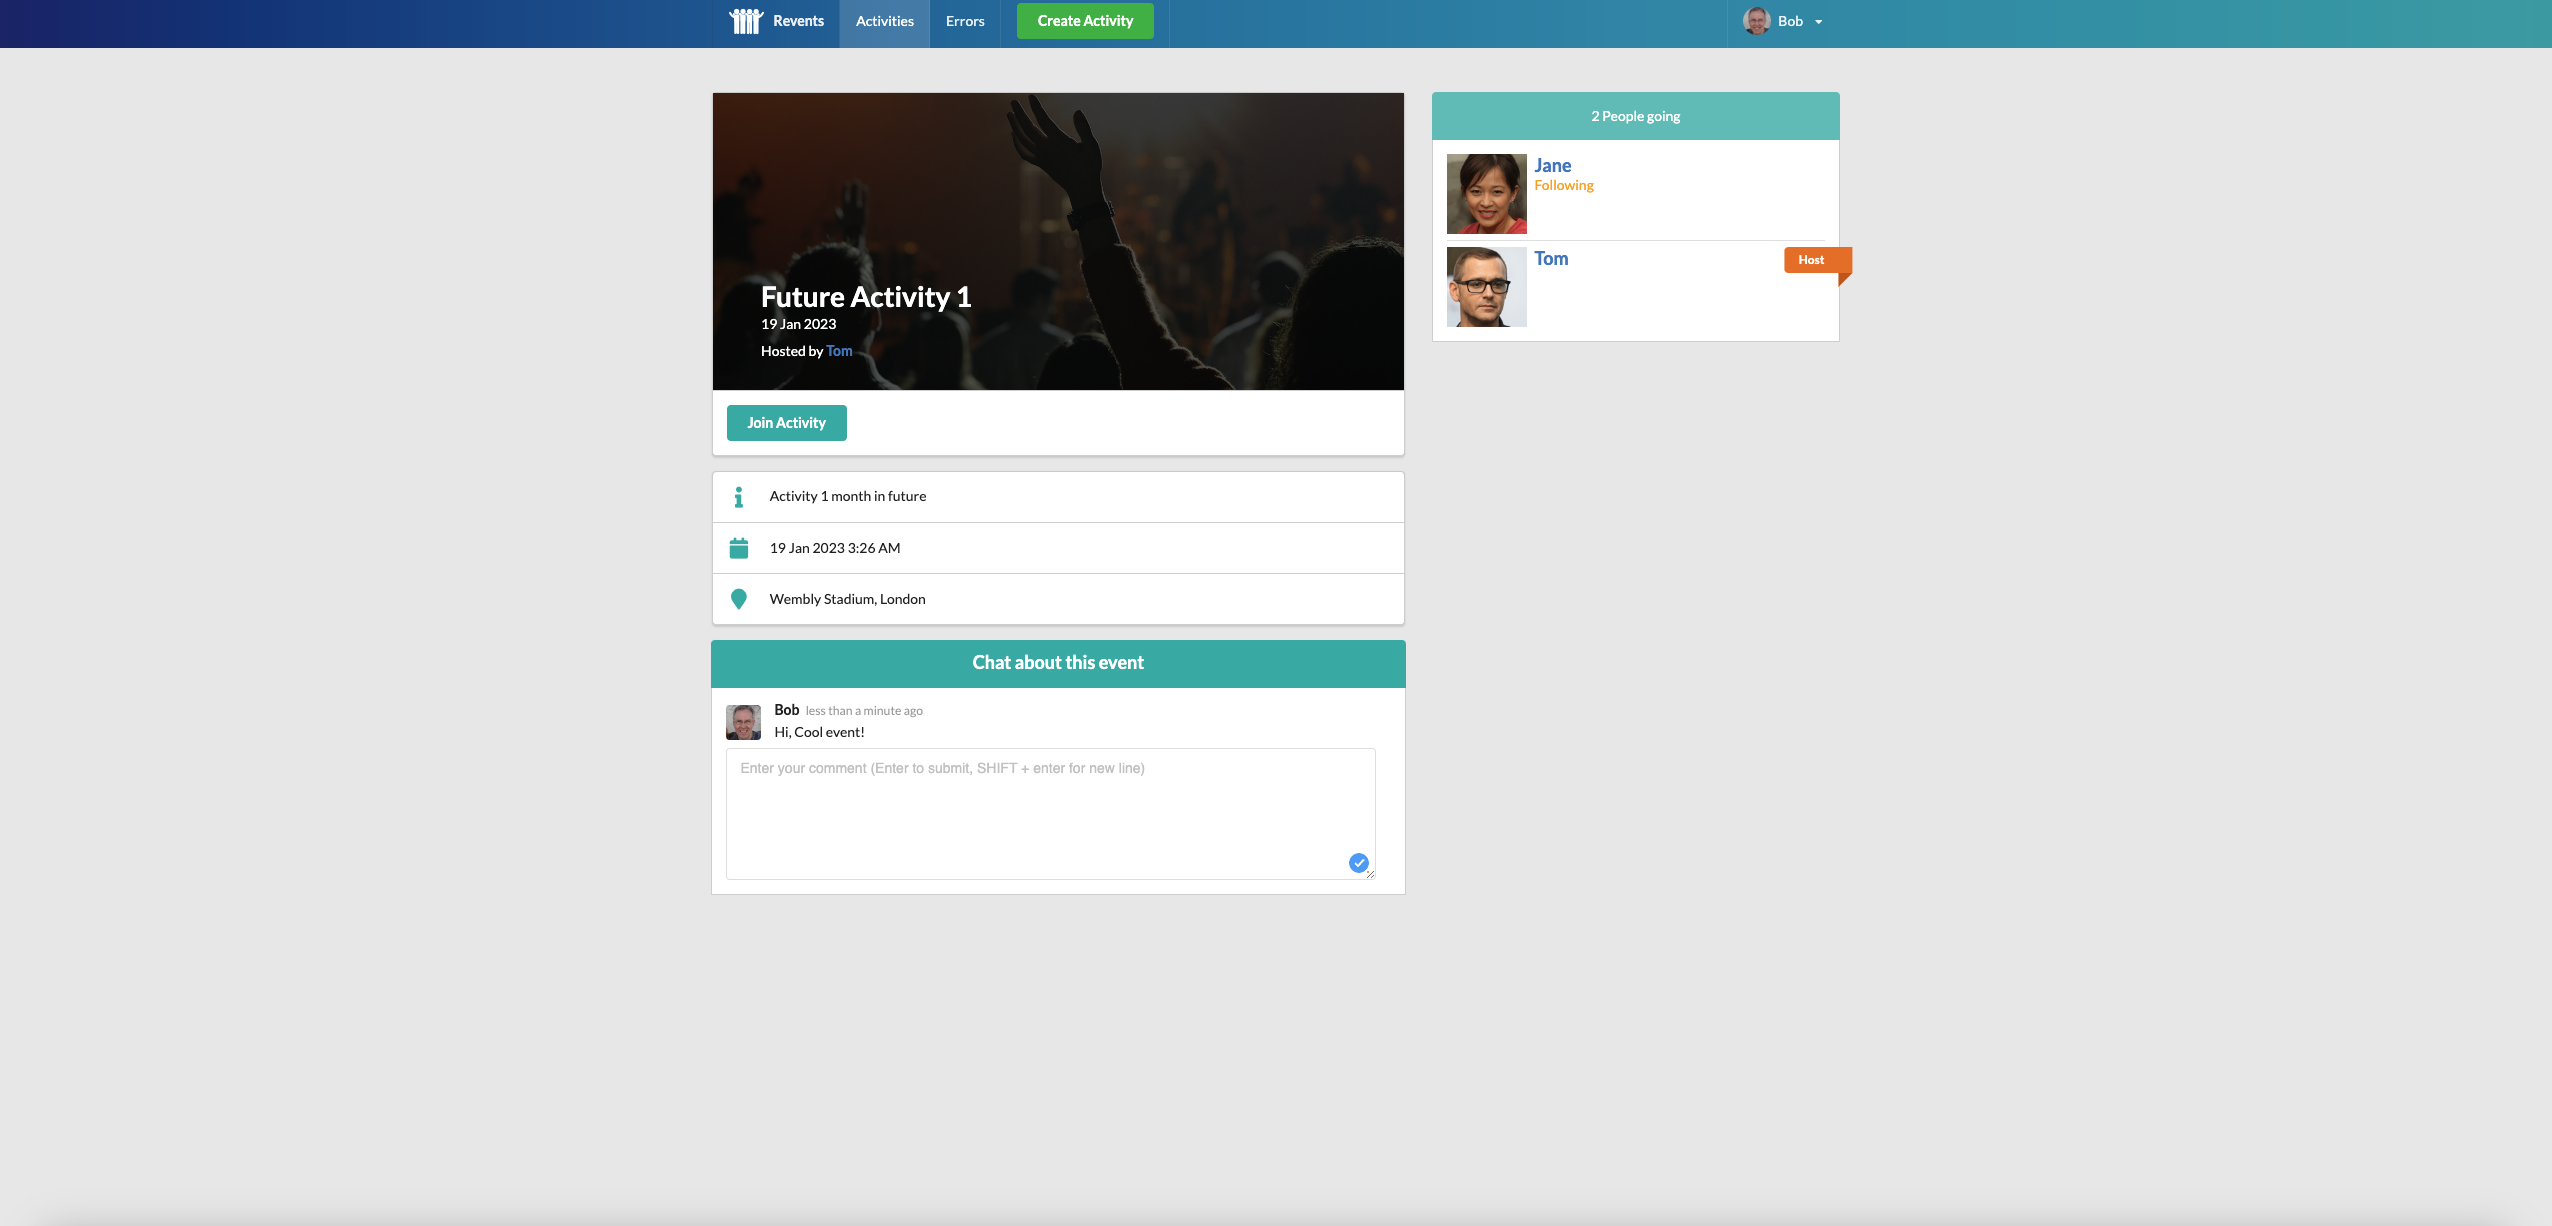 Revents
Activities
Errors
Create Activity
Bob
Future Activity 1
19 Jan 2023
Hosted by Tom
Join Activity
Activity 1 month in future
19 Jan 2023 3:26 AM
Wembly Stadium, London
Chat about this event
Bob less than a minute ago
Hi, Cool event!
Enter your comment (Enter to submit, SHIFT + enter for new line)
2 People going
Jane
Following
Tom
Host